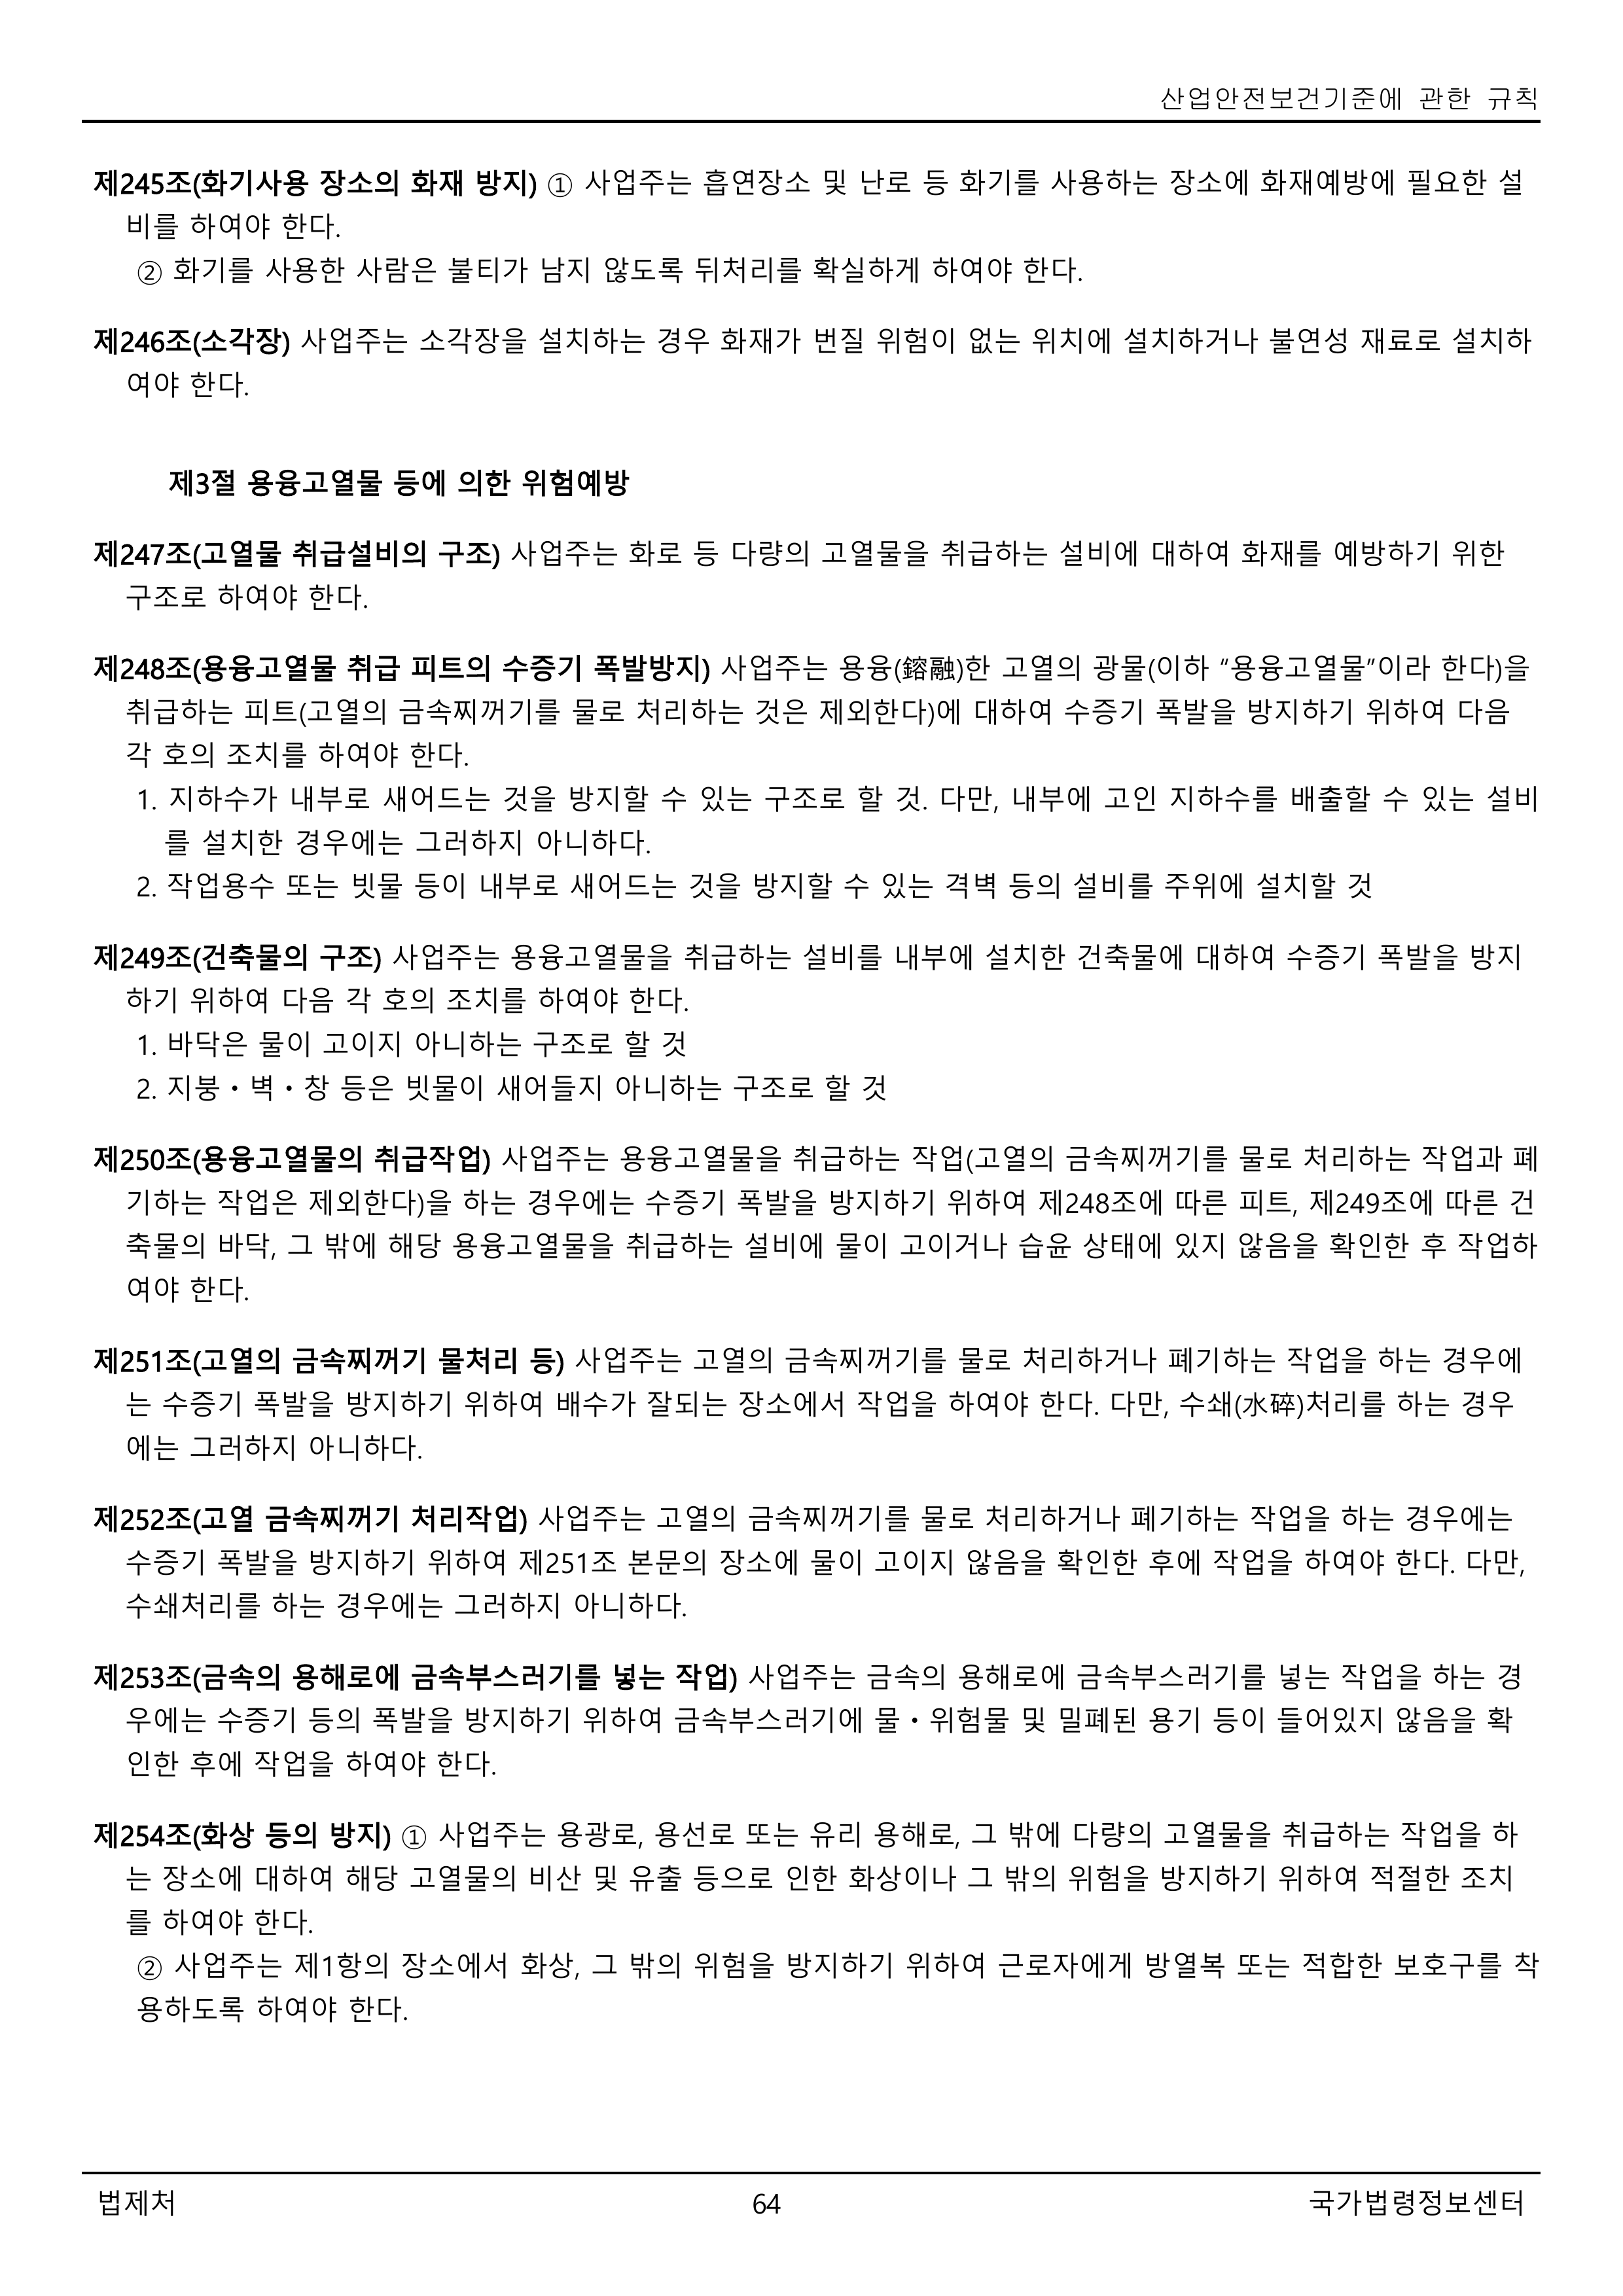 산업안전보건기준에 관한 규칙
제245조(화기사용 장소의 화재 방지) ① 사업주는 흡연장소 및 난로 등 화기를 사용하는 장소에 화재예방에 필요한 설
비를 하여야 한다.
② 화기를 사용한 사람은 불티가 남지 않도록 뒤처리를 확실하게 하여야 한다.
제246조(소각장) 사업주는 소각장을 설치하는 경우 화재가 번질 위험이 없는 위치에 설치하거나 불연성 재료로 설치하
여야 한다.
제3절 용융고열물 등에 의한 위험예방
제247조(고열물 취급설비의 구조) 사업주는 화로 등 다량의 고열물을 취급하는 설비에 대하여 화재를 예방하기 위한
구조로 하여야 한다.
제248조(용융고열물 취급 피트의 수증기 폭발방지) 사업주는 용융(鎔融)한 고열의 광물(이하 “용융고열물”이라 한다)을
취급하는 피트(고열의 금속찌꺼기를 물로 처리하는 것은 제외한다)에 대하여 수증기 폭발을 방지하기 위하여 다음
각 호의 조치를 하여야 한다.
1. 지하수가 내부로 새어드는 것을 방지할 수 있는 구조로 할 것. 다만, 내부에 고인 지하수를 배출할 수 있는 설비
를 설치한 경우에는 그러하지 아니하다.
2. 작업용수 또는 빗물 등이 내부로 새어드는 것을 방지할 수 있는 격벽 등의 설비를 주위에 설치할 것
제249조(건축물의 구조) 사업주는 용융고열물을 취급하는 설비를 내부에 설치한 건축물에 대하여 수증기 폭발을 방지
하기 위하여 다음 각 호의 조치를 하여야 한다.
1. 바닥은 물이 고이지 아니하는 구조로 할 것
2. 지붕ㆍ벽ㆍ창 등은 빗물이 새어들지 아니하는 구조로 할 것
제250조(용융고열물의 취급작업) 사업주는 용융고열물을 취급하는 작업(고열의 금속찌꺼기를 물로 처리하는 작업과 폐
기하는 작업은 제외한다)을 하는 경우에는 수증기 폭발을 방지하기 위하여 제248조에 따른 피트, 제249조에 따른 건
축물의 바닥, 그 밖에 해당 용융고열물을 취급하는 설비에 물이 고이거나 습윤 상태에 있지 않음을 확인한 후 작업하
여야 한다.
제251조(고열의 금속찌꺼기 물처리 등) 사업주는 고열의 금속찌꺼기를 물로 처리하거나 폐기하는 작업을 하는 경우에
는 수증기 폭발을 방지하기 위하여 배수가 잘되는 장소에서 작업을 하여야 한다. 다만, 수쇄(水碎)처리를 하는 경우
에는 그러하지 아니하다.
제252조(고열 금속찌꺼기 처리작업) 사업주는 고열의 금속찌꺼기를 물로 처리하거나 폐기하는 작업을 하는 경우에는
수증기 폭발을 방지하기 위하여 제251조 본문의 장소에 물이 고이지 않음을 확인한 후에 작업을 하여야 한다. 다만,
수쇄처리를 하는 경우에는 그러하지 아니하다.
제253조(금속의 용해로에 금속부스러기를 넣는 작업) 사업주는 금속의 용해로에 금속부스러기를 넣는 작업을 하는 경
우에는 수증기 등의 폭발을 방지하기 위하여 금속부스러기에 물ㆍ위험물 및 밀폐된 용기 등이 들어있지 않음을 확
인한 후에 작업을 하여야 한다.
제254조(화상 등의 방지) ① 사업주는 용광로, 용선로 또는 유리 용해로, 그 밖에 다량의 고열물을 취급하는 작업을 하
는 장소에 대하여 해당 고열물의 비산 및 유출 등으로 인한 화상이나 그 밖의 위험을 방지하기 위하여 적절한 조치
를 하여야 한다.
② 사업주는 제1항의 장소에서 화상, 그 밖의 위험을 방지하기 위하여 근로자에게 방열복 또는 적합한 보호구를 착
용하도록 하여야 한다.
법제처 64 국가법령정보센터